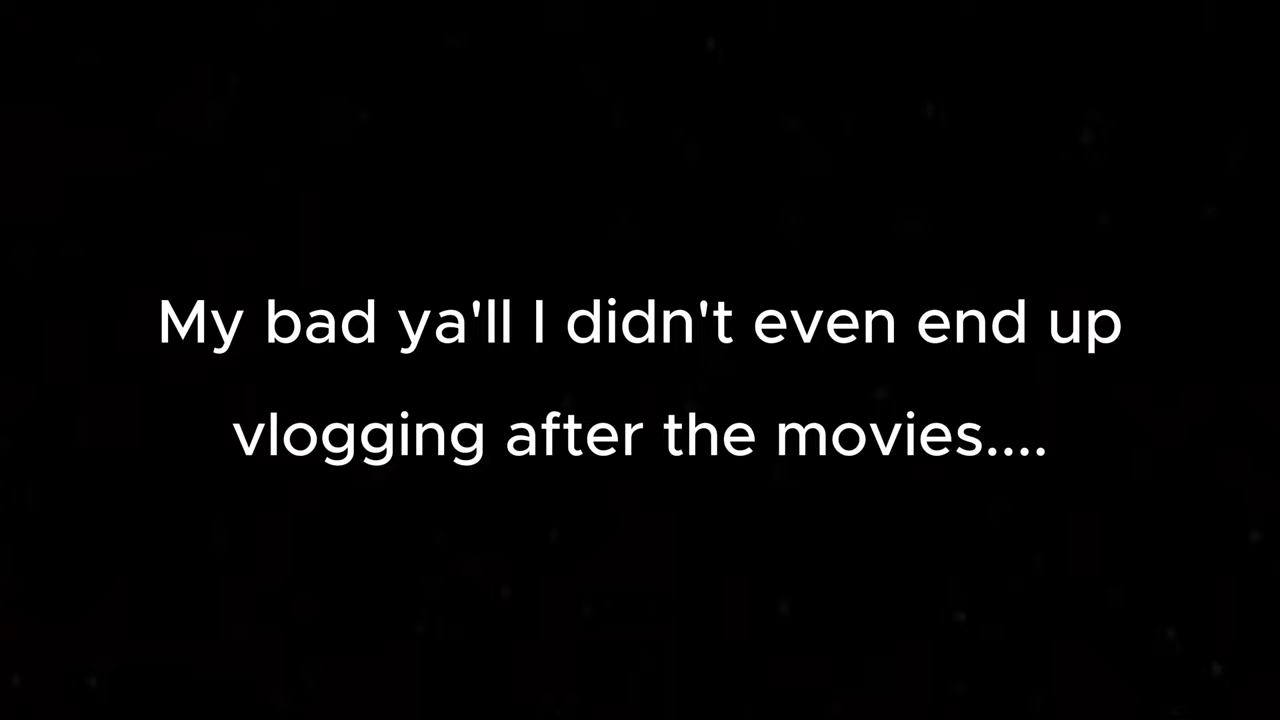 My bad ya'll I didn't even end up
vlogging after the movies....